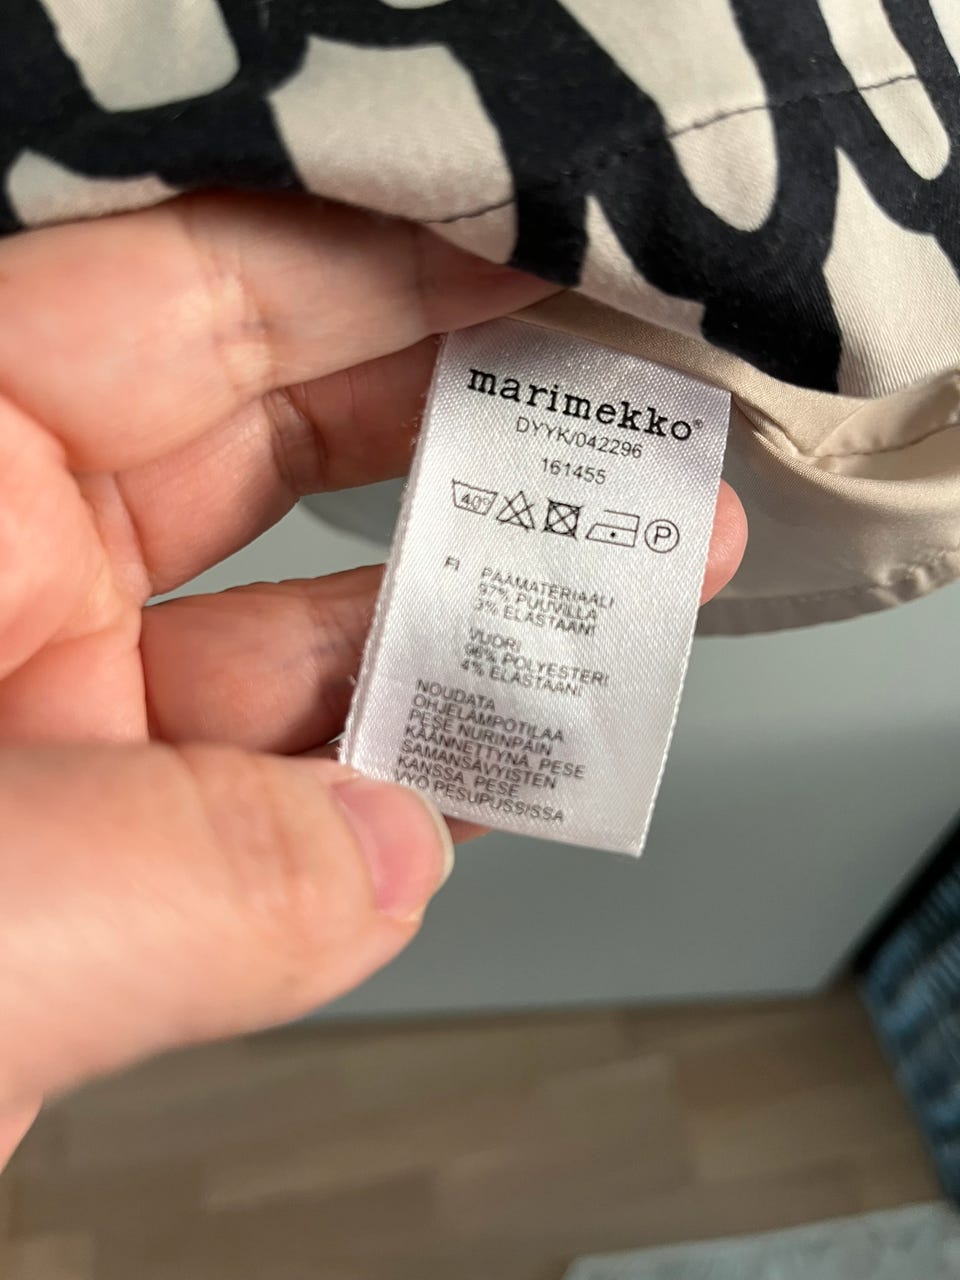 marimekko®
DYYK/042296
161455
40°
P
FI PÄÄMATERIAALI
97% PUUVILLA
3% ELASTAANI
VUORI
96% POLYESTERI
4% ELASTAANI
NOUDATA
OHJELÄMPÖTILAA
PESE NURINPÄIN
KÄÄNNETTYNÄ. PESE
SAMANSÄVYISTEN
KANSSA. PESE
VYÖ PESUPUSSISSA